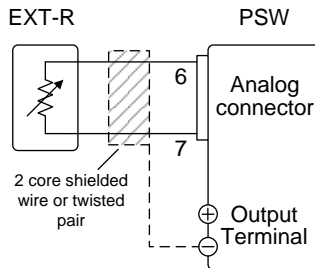 EXT-R
PSW
6
Analog
connector
7
2 core shielded
wire or twisted
pair
+
Output
Terminal
-